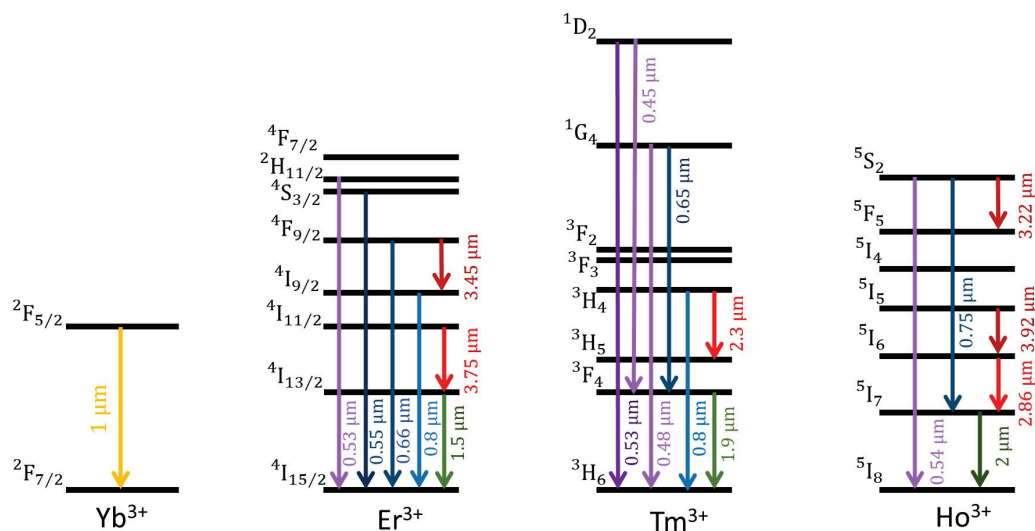 ²F₅/₂
1 μm
²F₇/₂
Yb³⁺
⁴F₇/₂
²H₁₁/₂
⁴S₃/₂
⁴F₉/₂
3.45 μm
⁴I₉/₂
⁴I₁₁/₂
3.75 μm
⁴I₁₃/₂
0.53 μm
0.55 μm
0.66 μm
0.8 μm
1.5 μm
⁴I₁₅/₂
Er³⁺
¹D₂
0.45 μm
¹G₄
0.65 μm
³F₂
³F₃
³H₄
2.3 μm
³H₅
³F₄
0.53 μm
0.48 μm
0.8 μm
1.9 μm
³H₆
Tm³⁺
⁵S₂
3.22 μm
⁵F₅
⁵I₄
⁵I₅
0.75 μm
3.92 μm
⁵I₆
2.86 μm
⁵I₇
0.54 μm
2 μm
⁵I₈
Ho³⁺